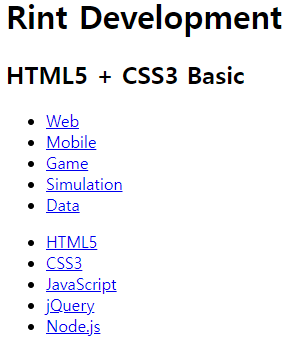 Rint Development
HTML5 + CSS3 Basic
Web
Mobile
Game
Simulation
Data
HTML5
CSS3
JavaScript
jQuery
Node.js